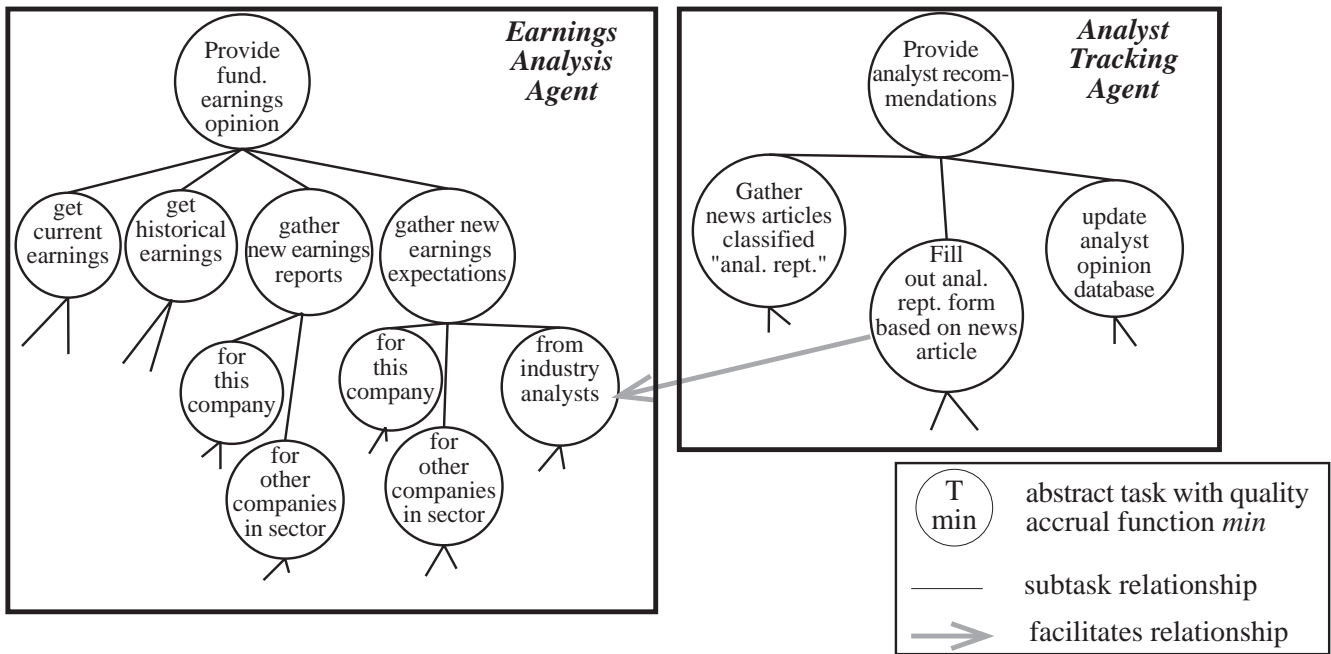 Earnings
Analysis
Agent
Provide
fund.
earnings
opinion
get
current
earnings
get
historical
earnings
gather
new earnings
reports
gather new
earnings
expectations
for
this
company
for
other
companies
in sector
for
this
company
for
other
companies
in sector
from
industry
analysts
Analyst
Tracking
Agent
Provide
analyst recom-
mendations
Gather
news articles
classified
"anal. rept."
Fill
out anal.
rept. form
based on news
article
update
analyst
opinion
database
T
min
abstract task with quality
accrual function min
subtask relationship
facilitates relationship